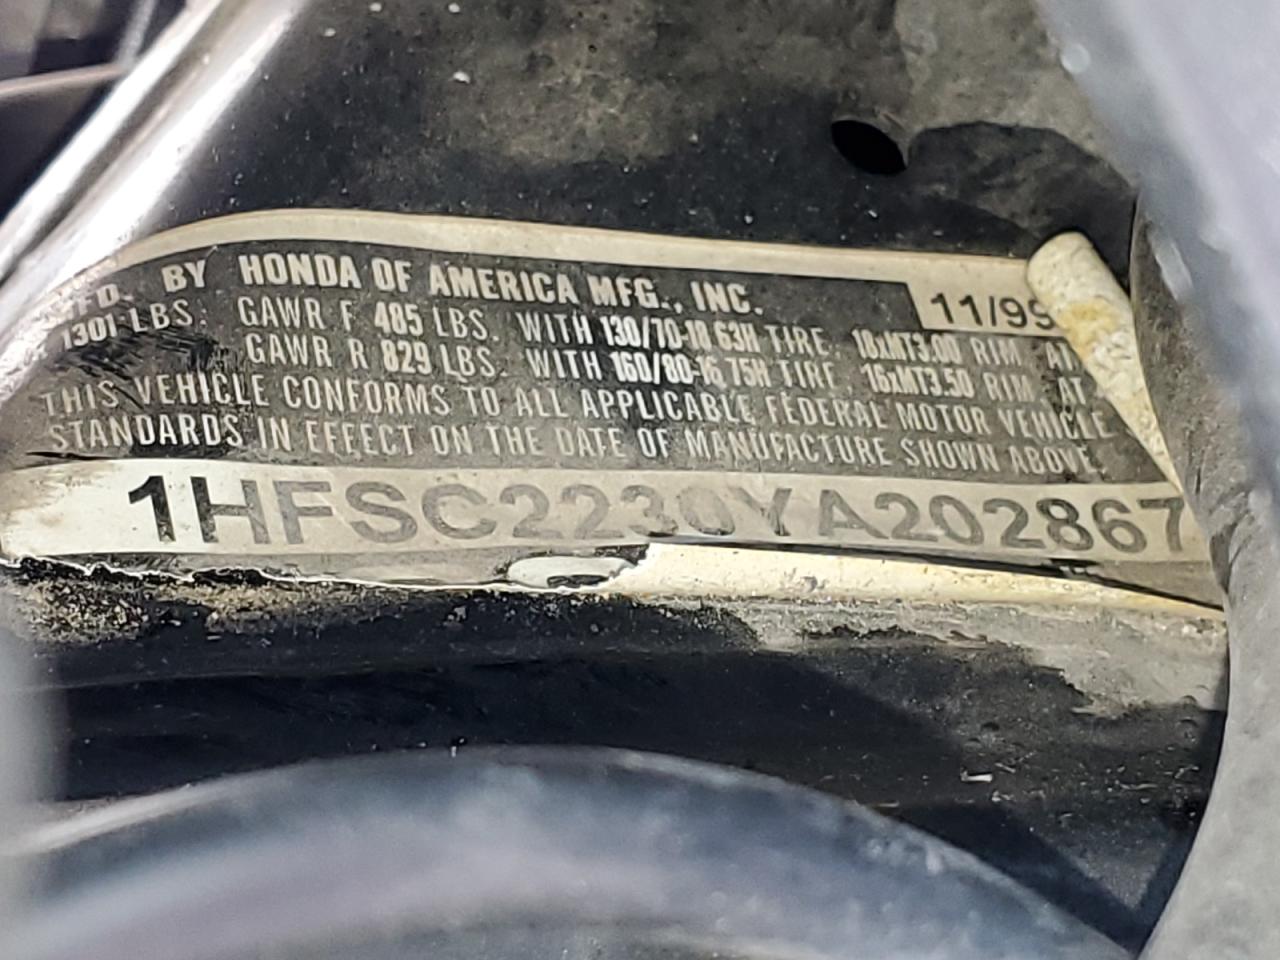 MFD. BY HONDA OF AMERICA MFG., INC. 11/99
1301 LBS. GAWR F 485 LBS. WITH 130/70-18 63H TIRE, 18xMT3.00 RIM, AT
GAWR R 829 LBS. WITH 160/80-16 75H TIRE, 16xMT3.50 RIM, AT
THIS VEHICLE CONFORMS TO ALL APPLICABLE FEDERAL MOTOR VEHICLE
STANDARDS IN EFFECT ON THE DATE OF MANUFACTURE SHOWN ABOVE.
1HFSC2230YA202867